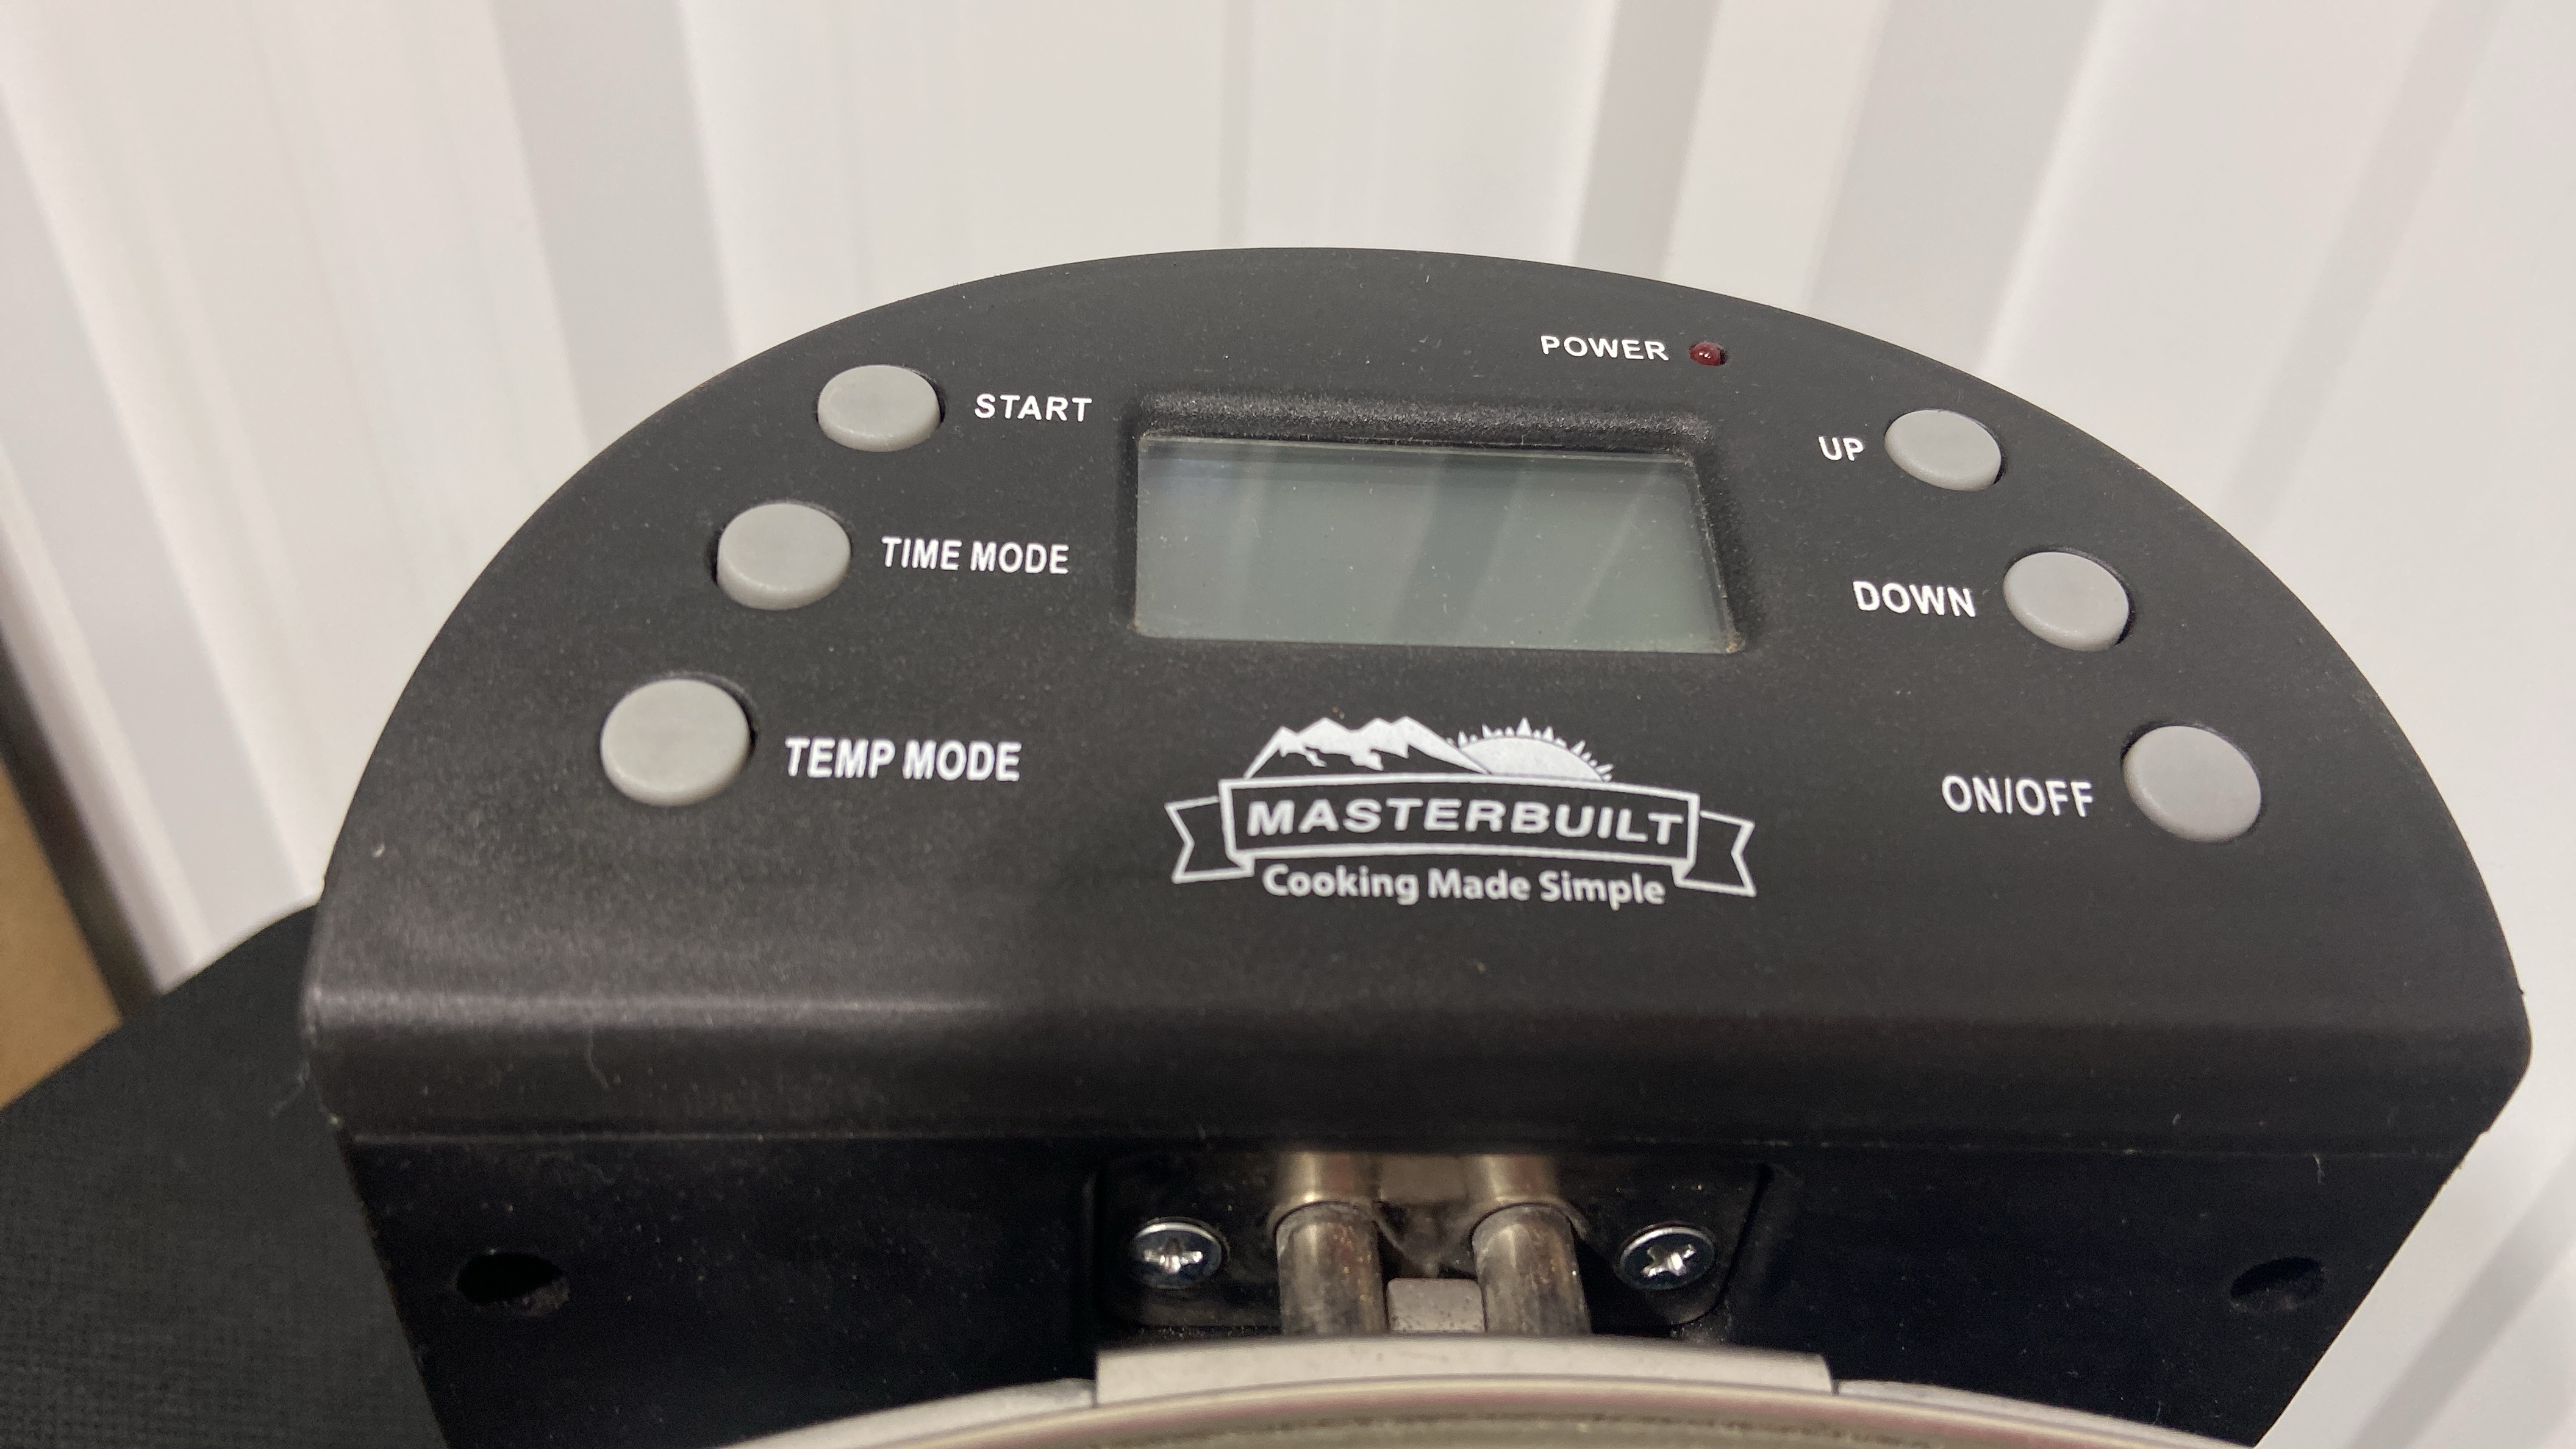 POWER
START
UP
TIME MODE
DOWN
TEMP MODE
ON/OFF
MASTERBUILT
Cooking Made Simple